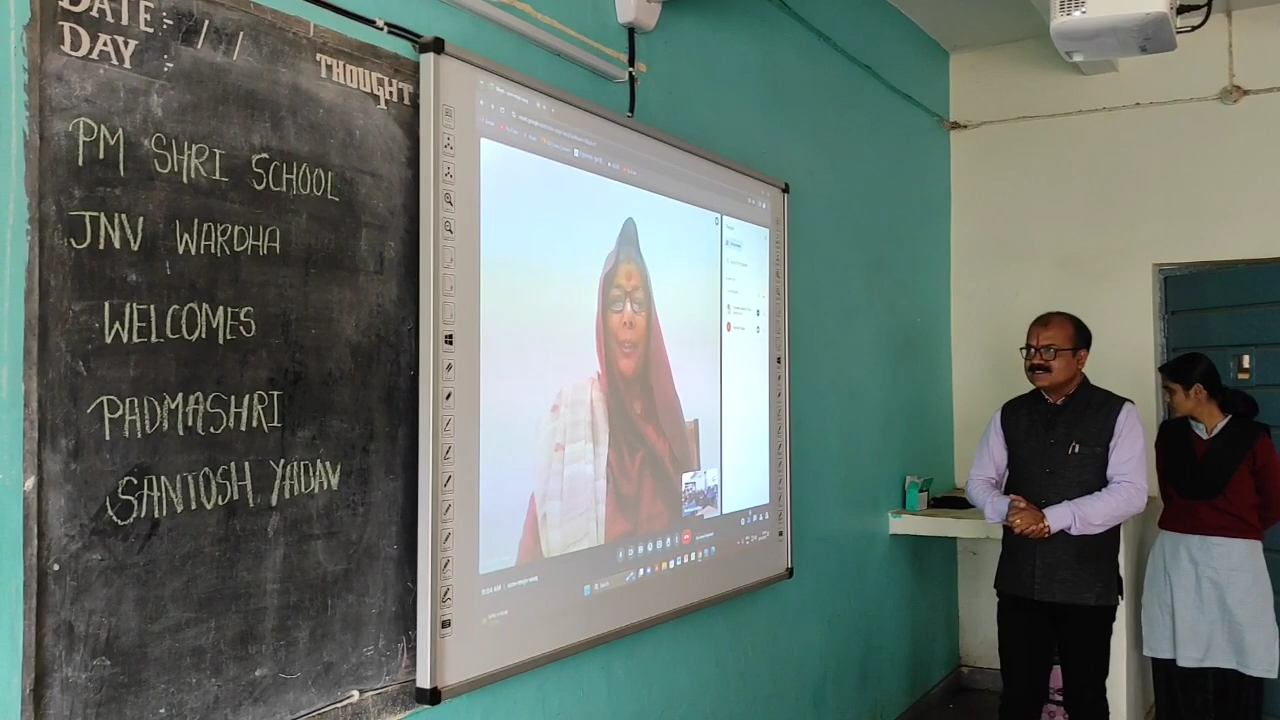 DATE:- / /
DAY :-
THOUGHT
PM SHRI SCHOOL
JNV WARDHA
WELCOMES
PADMASHRI
SANTOSH YADAV